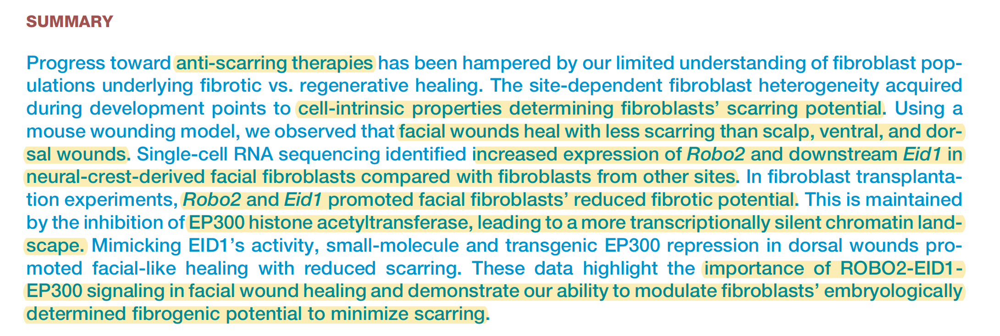 SUMMARY
Progress toward anti-scarring therapies has been hampered by our limited understanding of fibroblast pop-
ulations underlying fibrotic vs. regenerative healing. The site-dependent fibroblast heterogeneity acquired
during development points to cell-intrinsic properties determining fibroblasts’ scarring potential. Using a
mouse wounding model, we observed that facial wounds heal with less scarring than scalp, ventral, and dor-
sal wounds. Single-cell RNA sequencing identified increased expression of Robo2 and downstream Eid1 in
neural-crest-derived facial fibroblasts compared with fibroblasts from other sites. In fibroblast transplanta-
tion experiments, Robo2 and Eid1 promoted facial fibroblasts’ reduced fibrotic potential. This is maintained
by the inhibition of EP300 histone acetyltransferase, leading to a more transcriptionally silent chromatin land-
scape. Mimicking EID1’s activity, small-molecule and transgenic EP300 repression in dorsal wounds pro-
moted facial-like healing with reduced scarring. These data highlight the importance of ROBO2-EID1-
EP300 signaling in facial wound healing and demonstrate our ability to modulate fibroblasts’ embryologically
determined fibrogenic potential to minimize scarring.